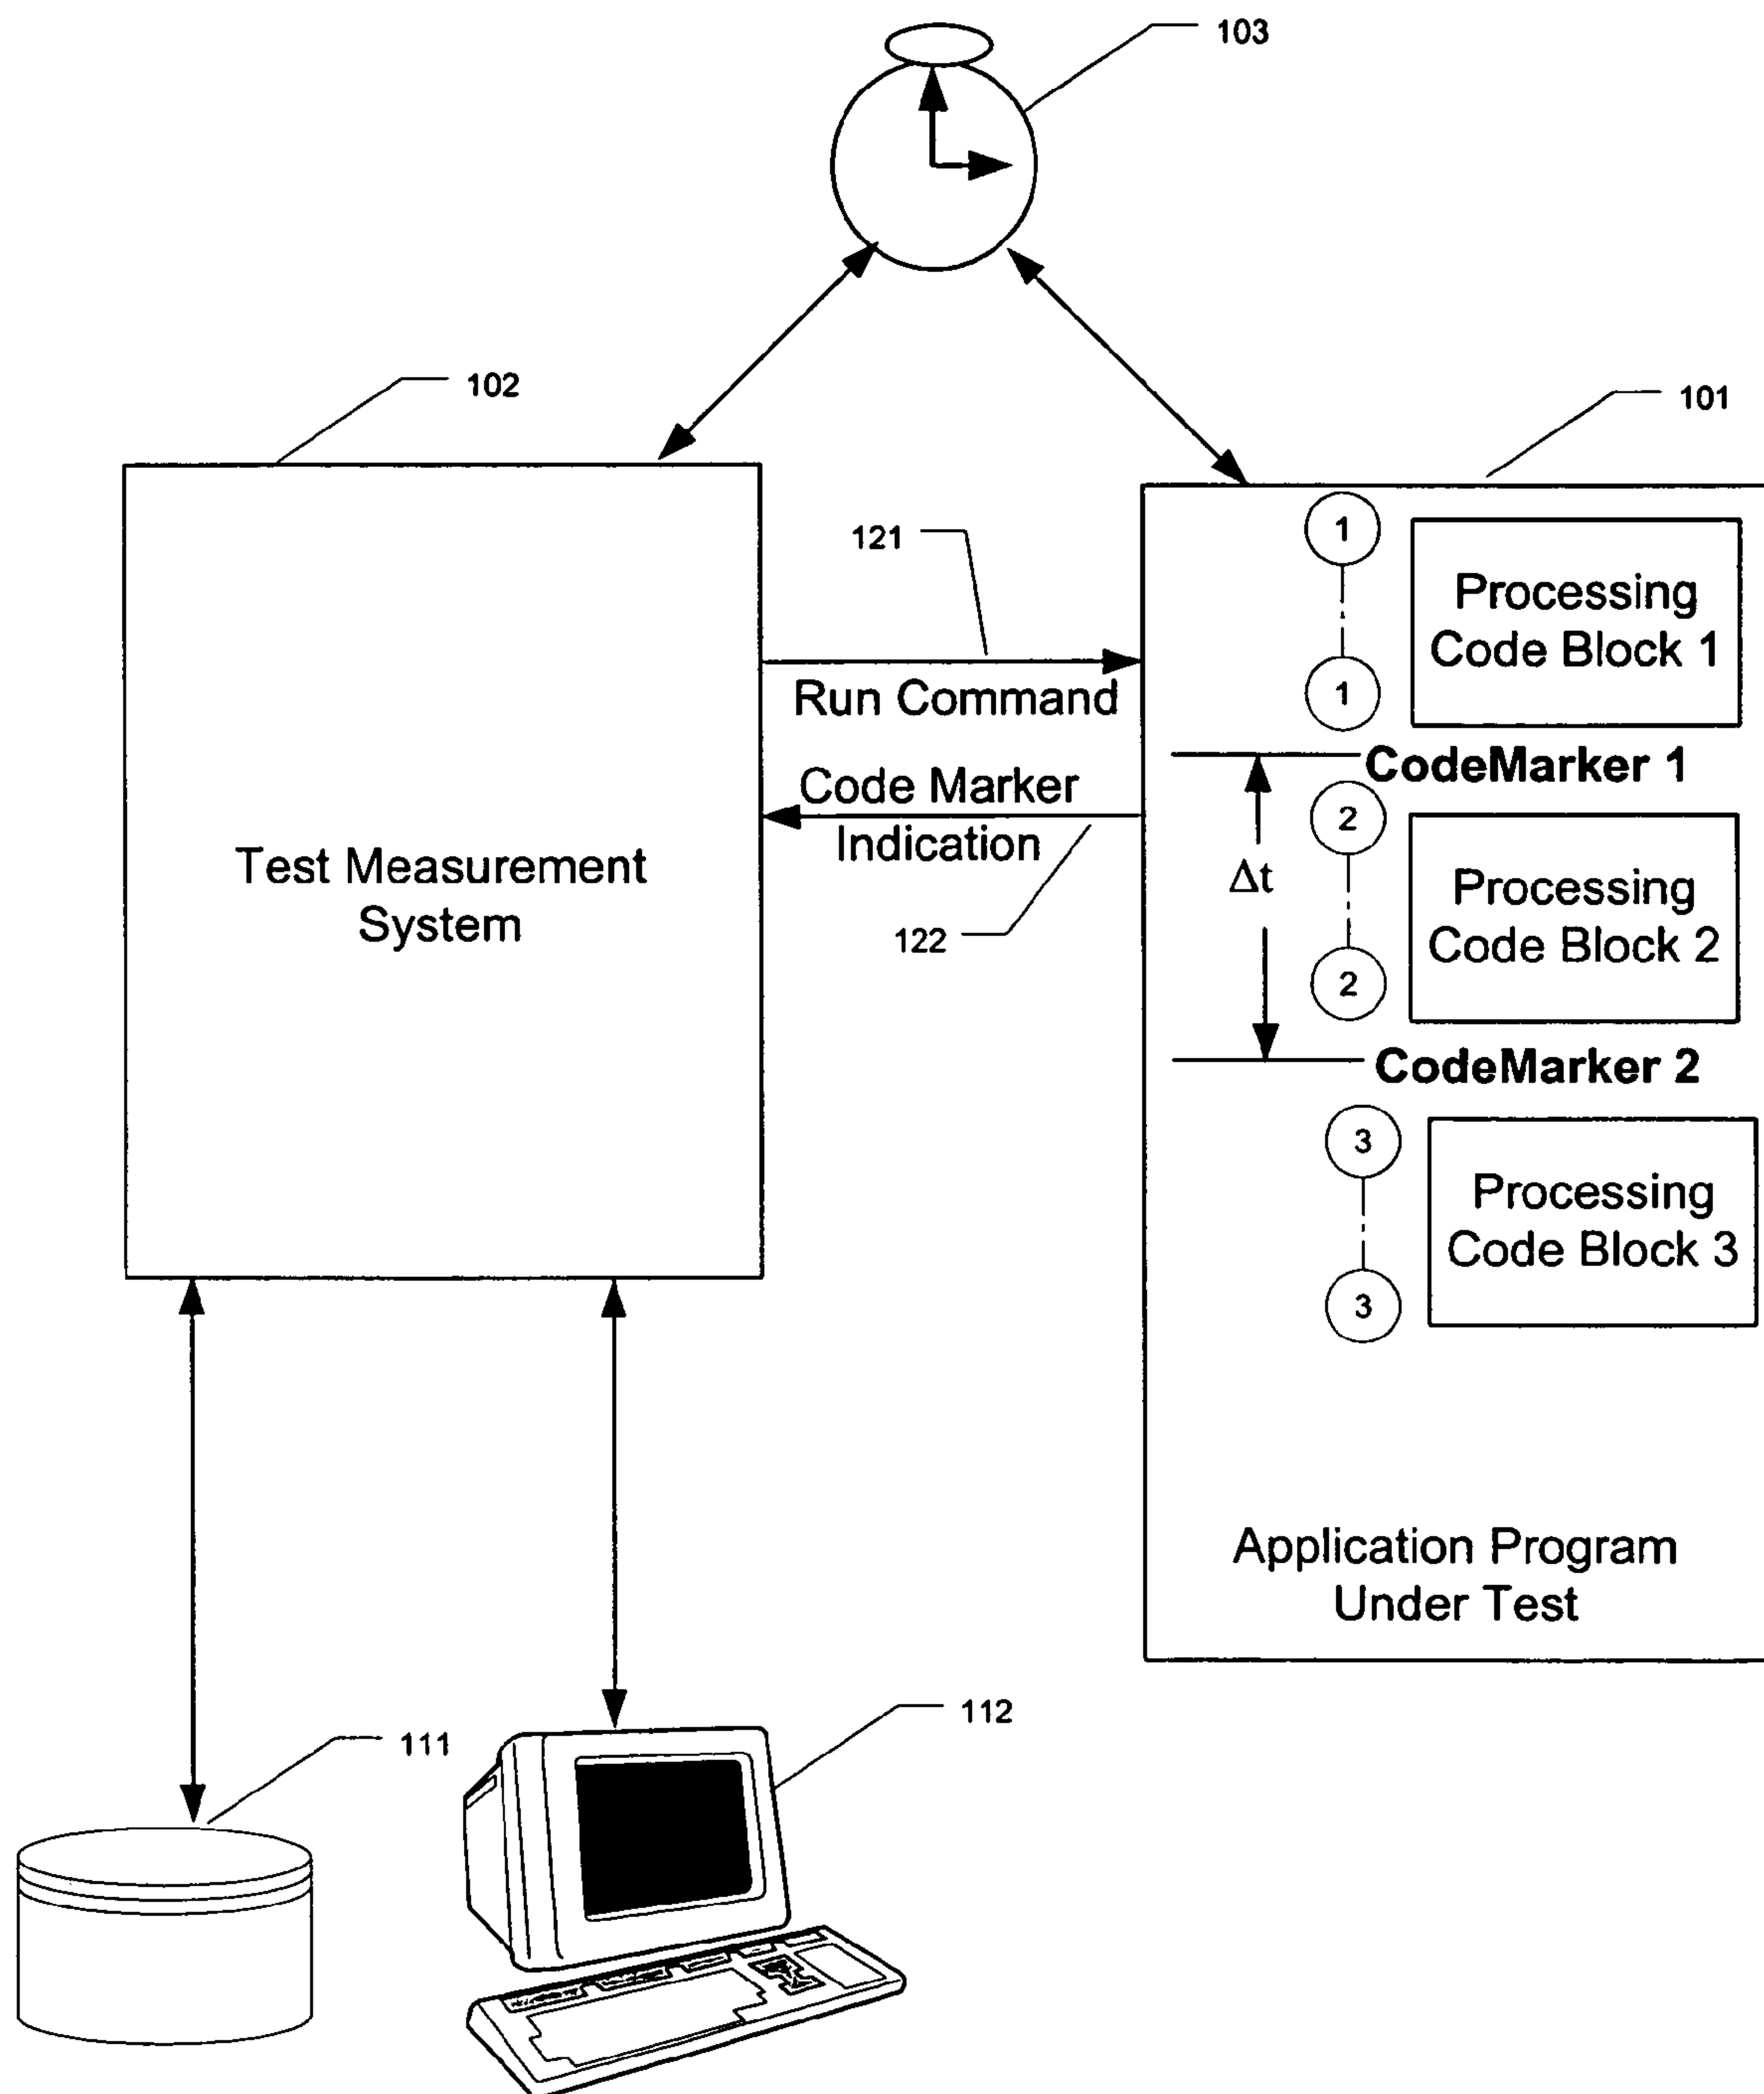 103
102
101
121
1
Processing
Code Block 1
1
Run Command
CodeMarker 1
Code Marker
Indication
2
Processing
Code Block 2
Δt
2
122
Test Measurement
System
CodeMarker 2
3
Processing
Code Block 3
3
Application Program
Under Test
112
111